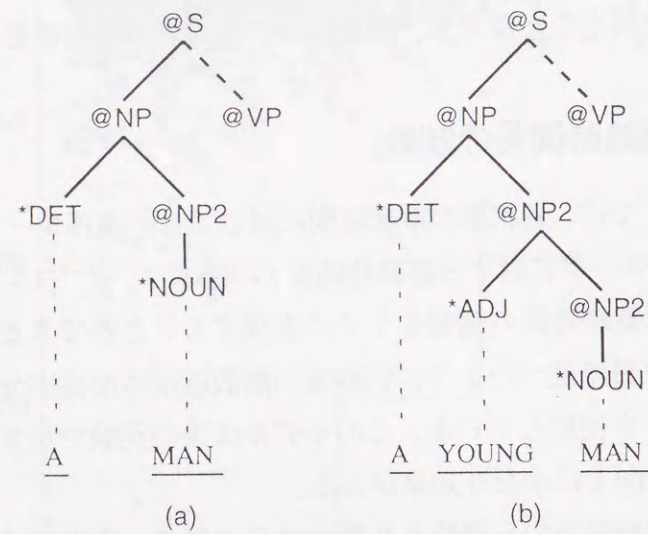 @S @S
@NP @VP @NP @VP
*DET @NP2 *DET @NP2
*NOUN *ADJ @NP2
*NOUN
A MAN A YOUNG MAN
(a) (b)